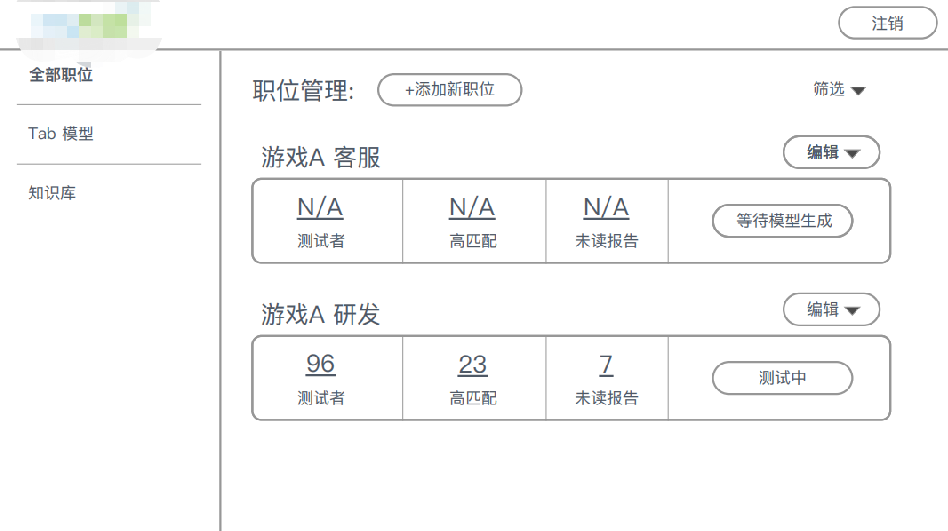 注销
全部职位
Tab 模型
知识库
职位管理:
+添加新职位
筛选
游戏A 客服
编辑
N/A
N/A
N/A
等待模型生成
测试者
高匹配
未读报告
游戏A 研发
编辑
96
23
7
测试中
测试者
高匹配
未读报告